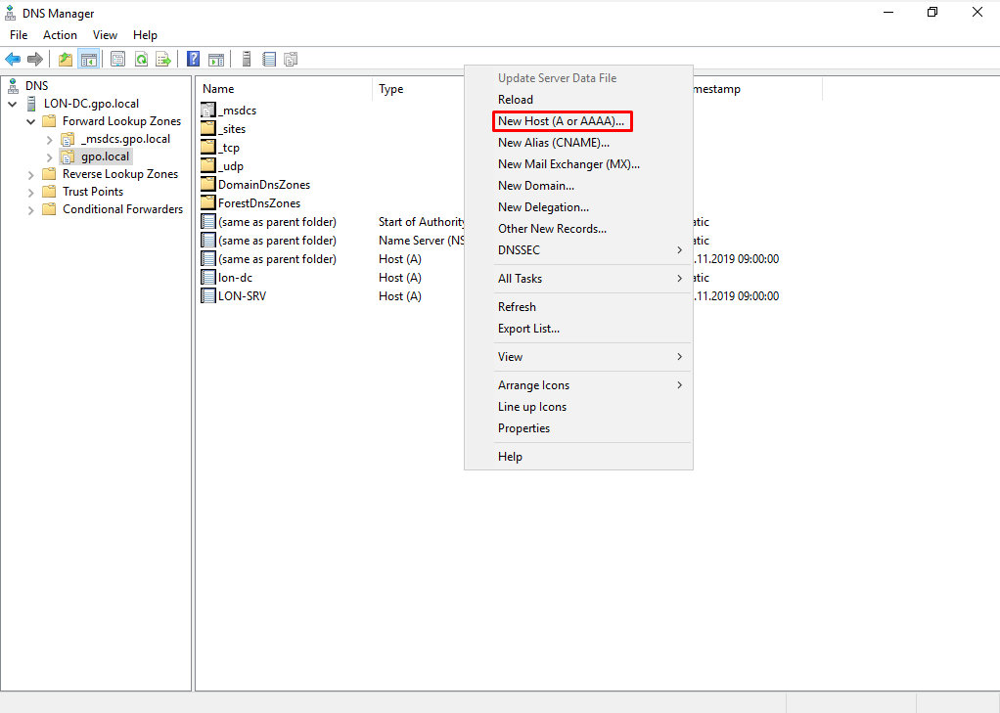 DNS Manager
File Action View Help
DNS
LON-DC.gpo.local
Forward Lookup Zones
_msdcs.gpo.local
gpo.local
Reverse Lookup Zones
Trust Points
Conditional Forwarders
Name Type mestamp
_msdcs
_sites
_tcp
_udp
DomainDnsZones
ForestDnsZones
(same as parent folder) Start of Authority atic
(same as parent folder) Name Server (NS atic
(same as parent folder) Host (A) .11.2019 09:00:00
lon-dc Host (A) atic
LON-SRV Host (A) .11.2019 09:00:00
Update Server Data File
Reload
New Host (A or AAAA)...
New Alias (CNAME)...
New Mail Exchanger (MX)...
New Domain...
New Delegation...
Other New Records...
DNSSEC
All Tasks
Refresh
Export List...
View
Arrange Icons
Line up Icons
Properties
Help